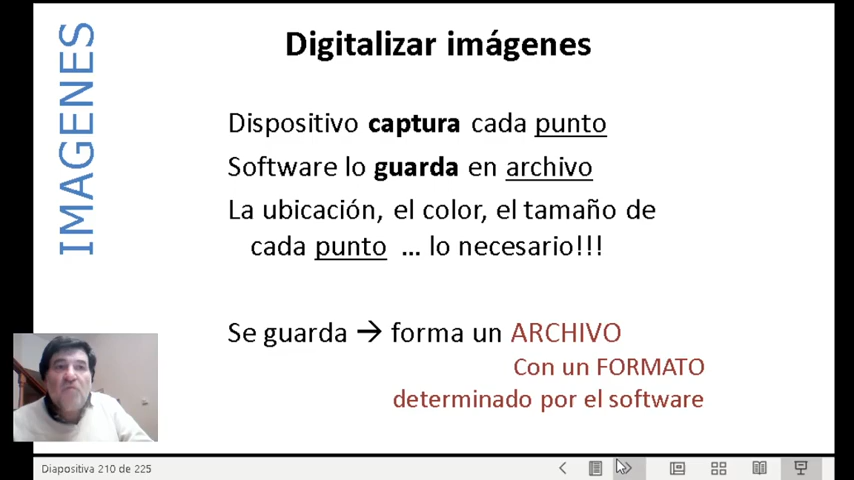 IMAGENES
Digitalizar imágenes
Dispositivo captura cada punto
Software lo guarda en archivo
La ubicación, el color, el tamaño de
cada punto ... lo necesario!!!
Se guarda → forma un ARCHIVO
Con un FORMATO
determinado por el software
Diapositiva 210 de 225